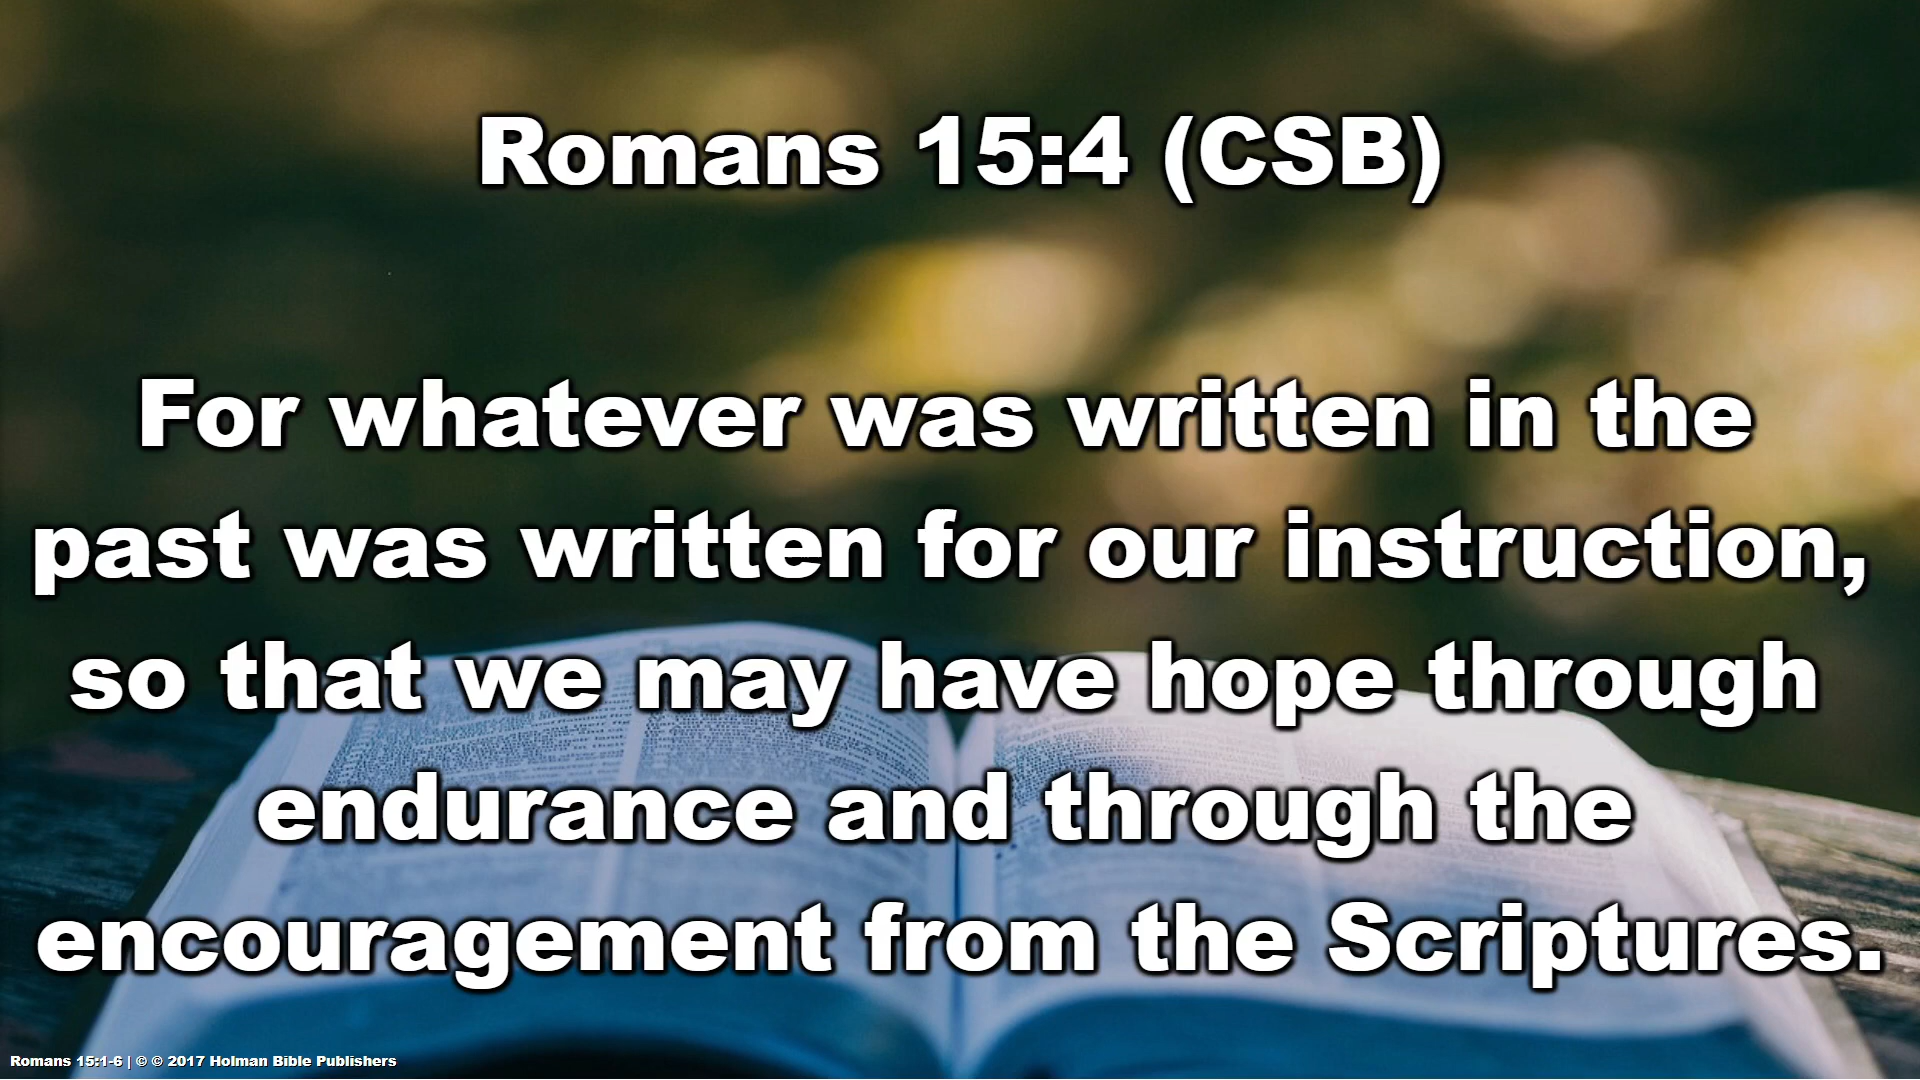 Romans 15:4 (CSB)
For whatever was written in the
past was written for our instruction,
so that we may have hope through
endurance and through the
encouragement from the Scriptures.
Romans 15:1-6 | © © 2017 Holman Bible Publishers